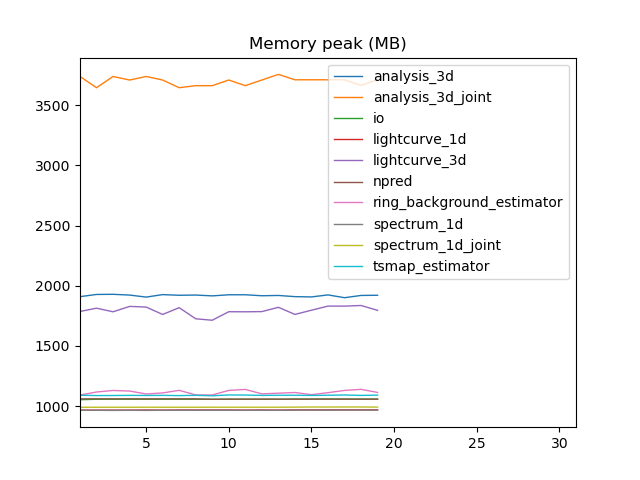 Memory peak (MB)
analysis_3d
analysis_3d_joint
io
lightcurve_1d
lightcurve_3d
npred
ring_background_estimator
spectrum_1d
spectrum_1d_joint
tsmap_estimator
3500
3000
2500
2000
1500
1000
5 10 15 20 25 30